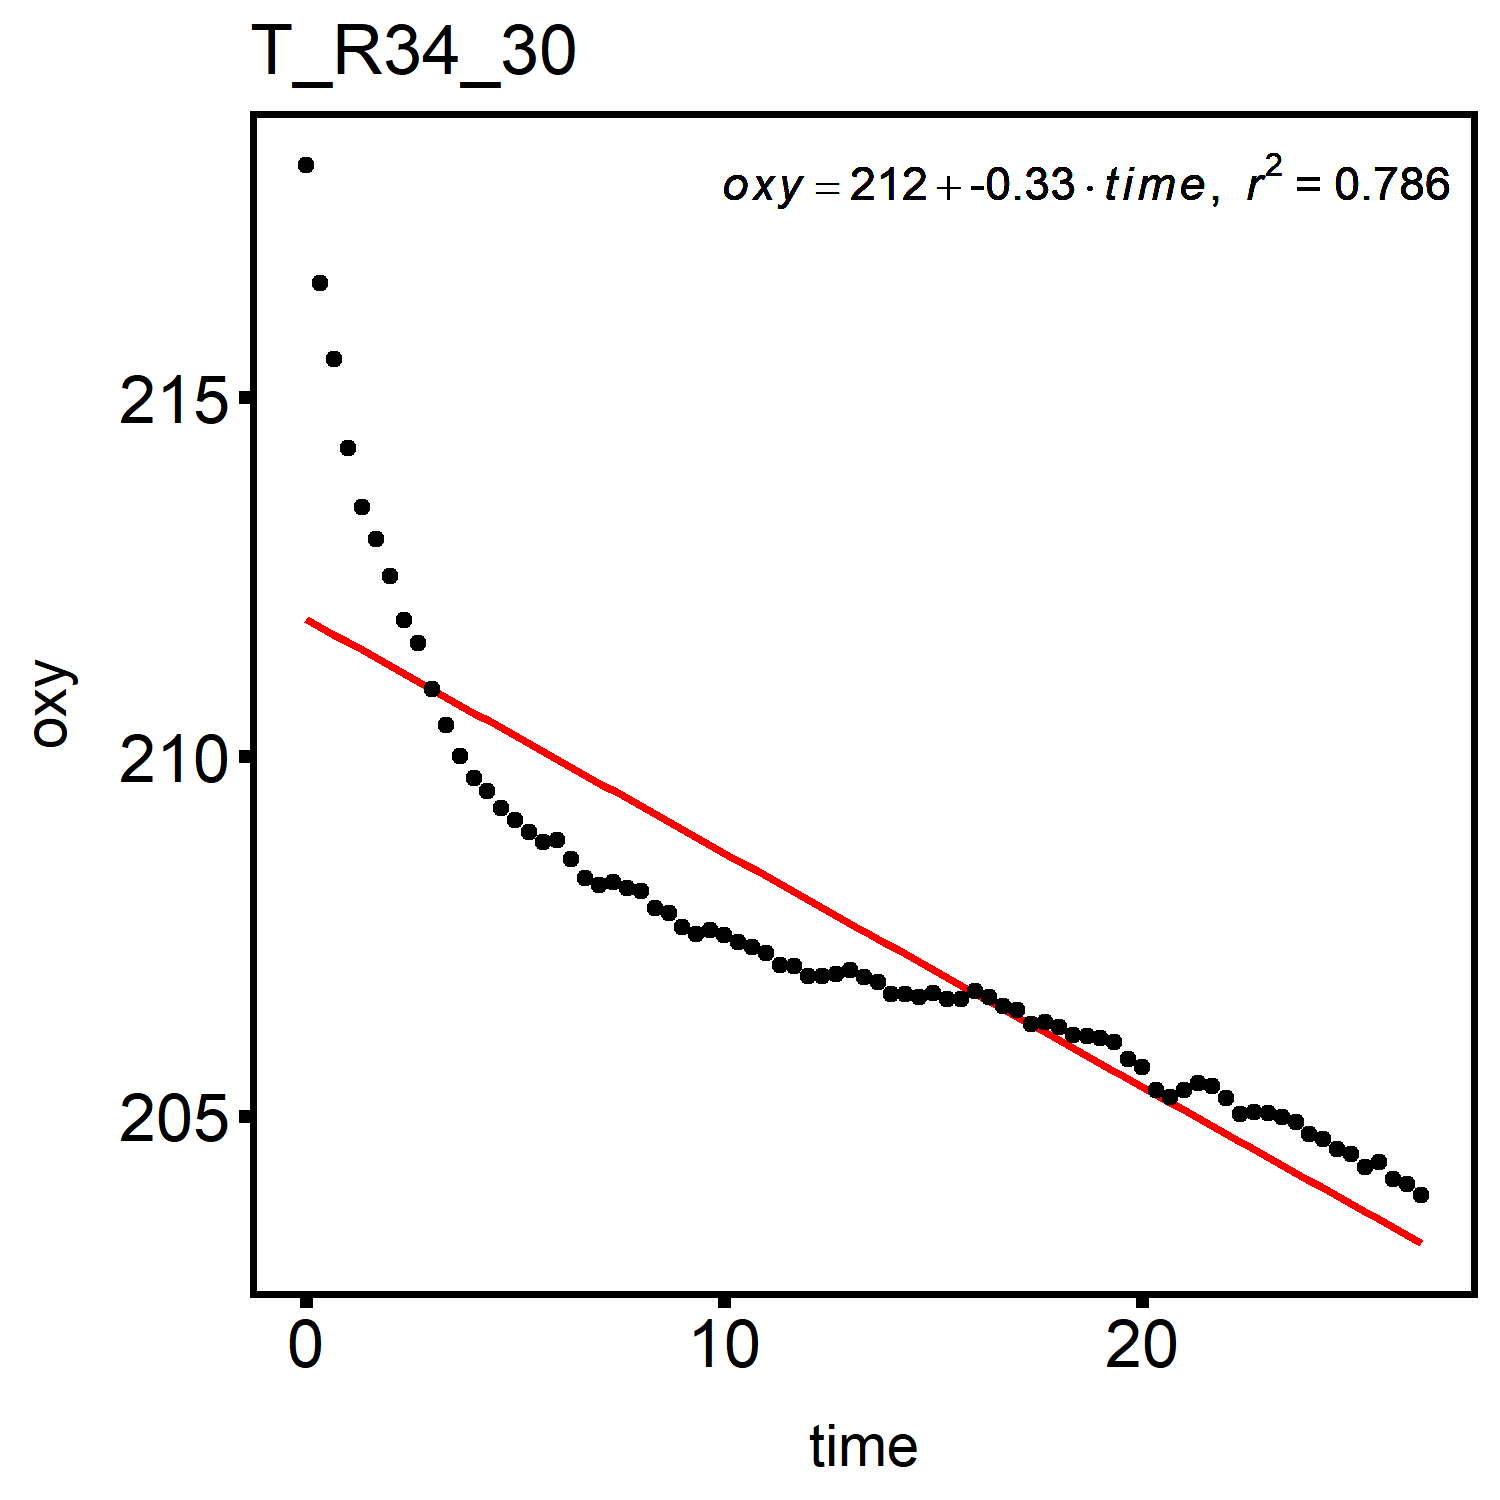 T_R34_30
oxy = 212 + -0.33 · time, r² = 0.786
215
210
205
oxy
0 10 20
time